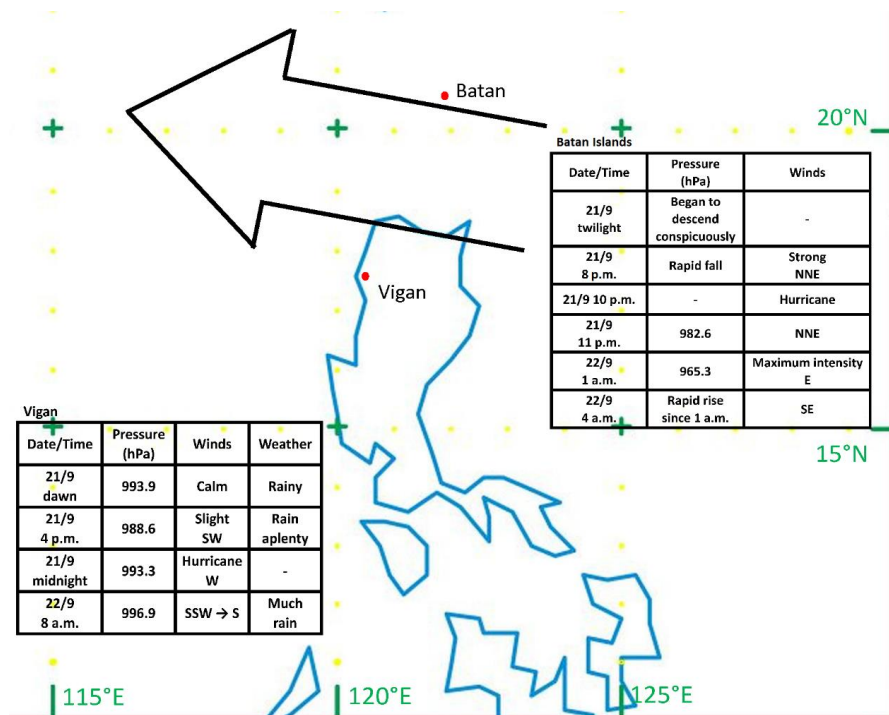 Batan
20°N
Batan Islands
Date/Time Pressure (hPa) Winds
21/9 twilight Began to descend conspicuously -
21/9 8 p.m. Rapid fall Strong NNE
21/9 10 p.m. - Hurricane
21/9 11 p.m. 982.6 NNE
22/9 1 a.m. 965.3 Maximum intensity E
22/9 4 a.m. Rapid rise since 1 a.m. SE
Vigan
15°N
Vigan
Date/Time Pressure (hPa) Winds Weather
21/9 dawn 993.9 Calm Rainy
21/9 4 p.m. 988.6 Slight SW Rain aplenty
21/9 midnight 993.3 Hurricane W -
22/9 8 a.m. 996.9 SSW → S Much rain
115°E
120°E
125°E